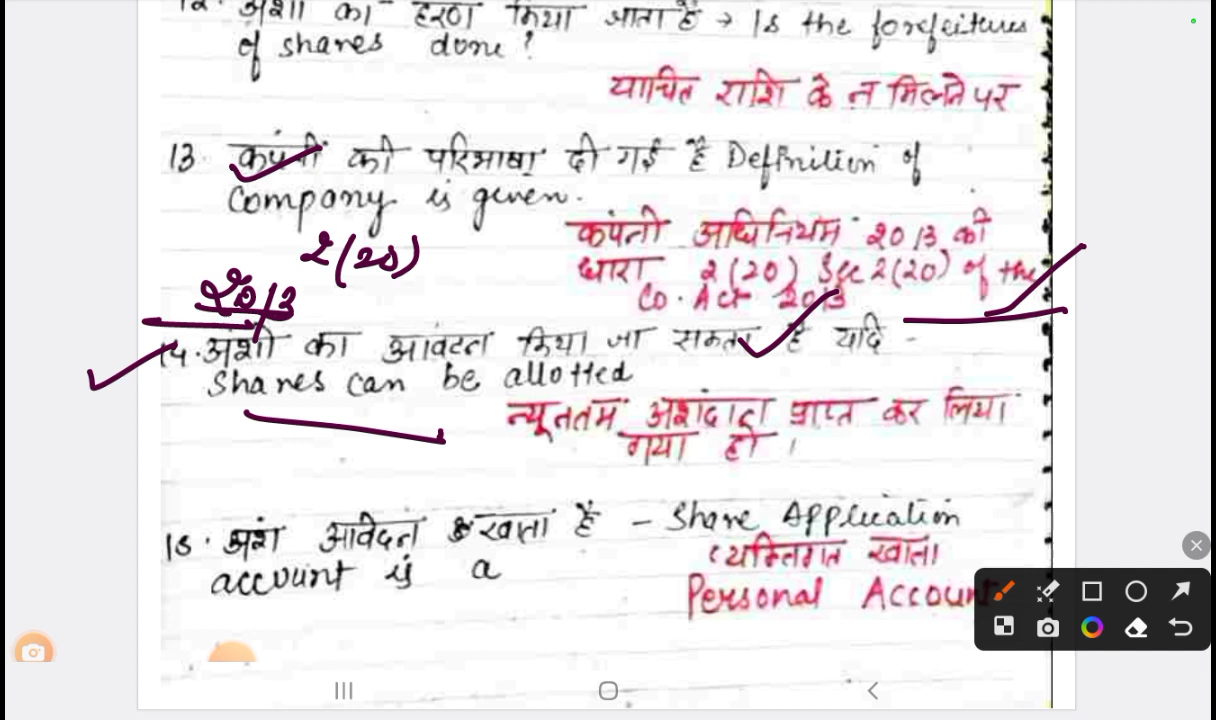 12. अंशों का हरण किया जाता है → Is the forefeitures
of shares done?
याचित राशि के न मिलने पर
13. कंपनी की परिभाषा दी गई है Definition of
Company is given.
2(20)
2013
कंपनी अधिनियम 2013 की
धारा 2(20) Sec 2(20) of the
Co. Act 2013
14. अंशों का आवंटन किया जा सकता है यदि -
Shares can be allotted
न्यूनतम अंशदान प्राप्त कर लिया
गया हो ।
15. अंश आवेदन खाता है - Share Application
account is a
व्यक्तिगत खाता
Personal Account